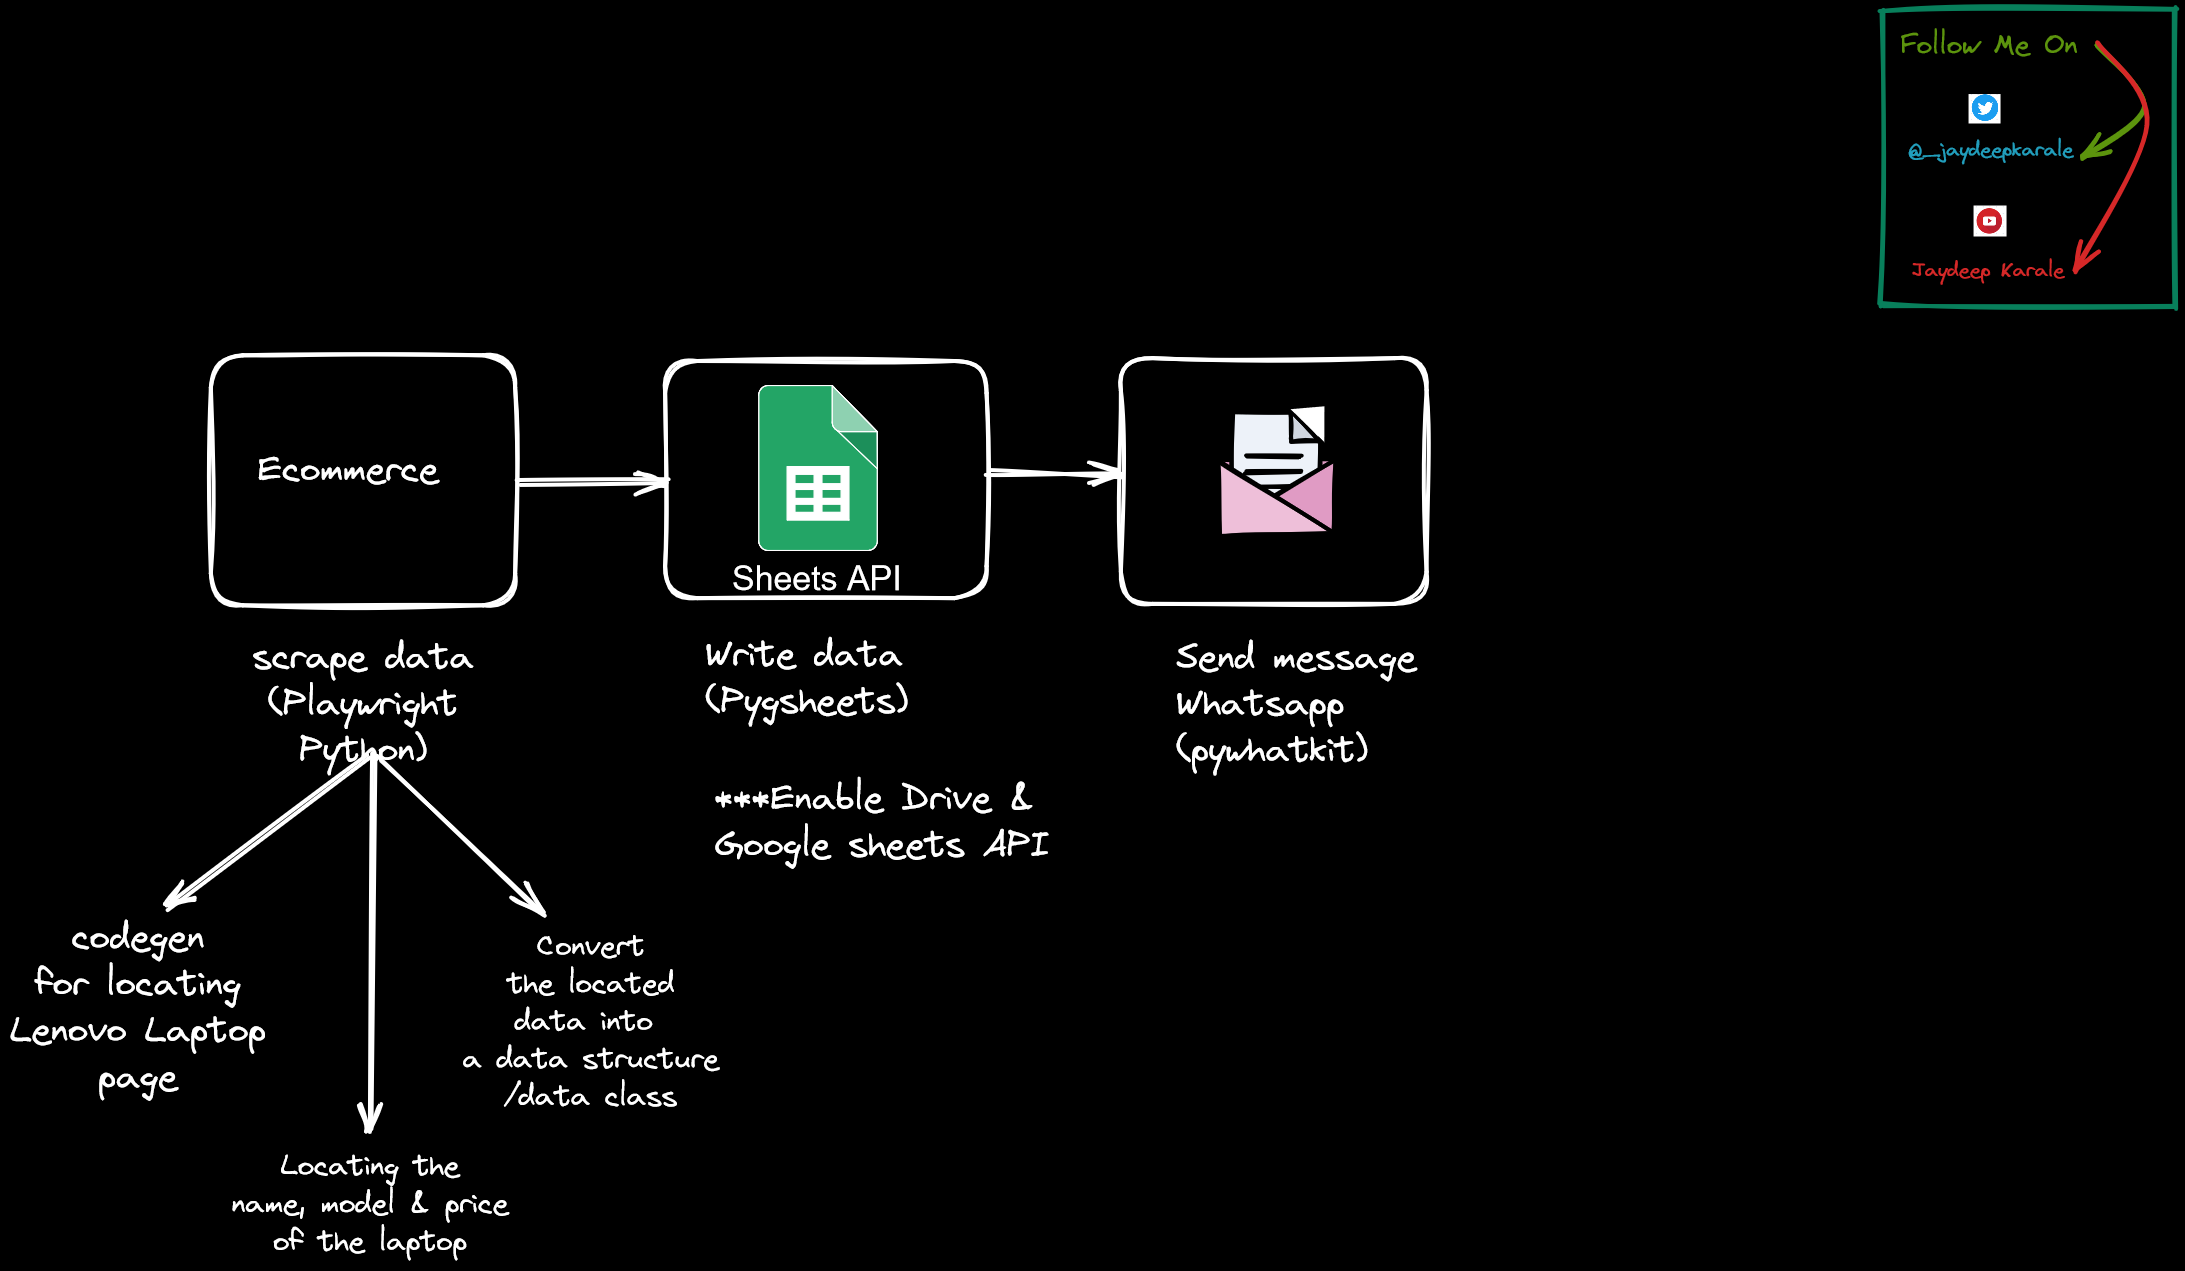 Follow Me On
@_jaydeepkarale
Jaydeep Karale
Ecommerce
Sheets API
scrape data
(Playwright
Python)
Write data
(Pygsheets)
***Enable Drive &
Google sheets API
Send message
Whatsapp
(pywhatkit)
codegen
for locating
Lenovo Laptop
page
Locating the
name, model & price
of the laptop
Convert
the located
data into
a data structure
/data class